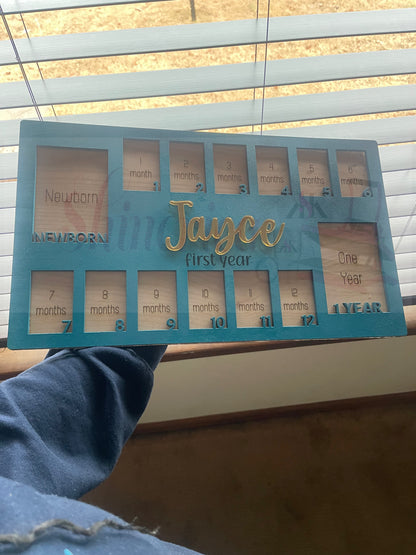 Newborn
NEWBORN
1
month
1
2
months
2
3
months
3
4
months
4
5
months
5
6
months
6
Jayce
first year
7
months
7
8
months
8
9
months
9
10
months
10
11
months
11
12
months
12
One
Year
1 YEAR